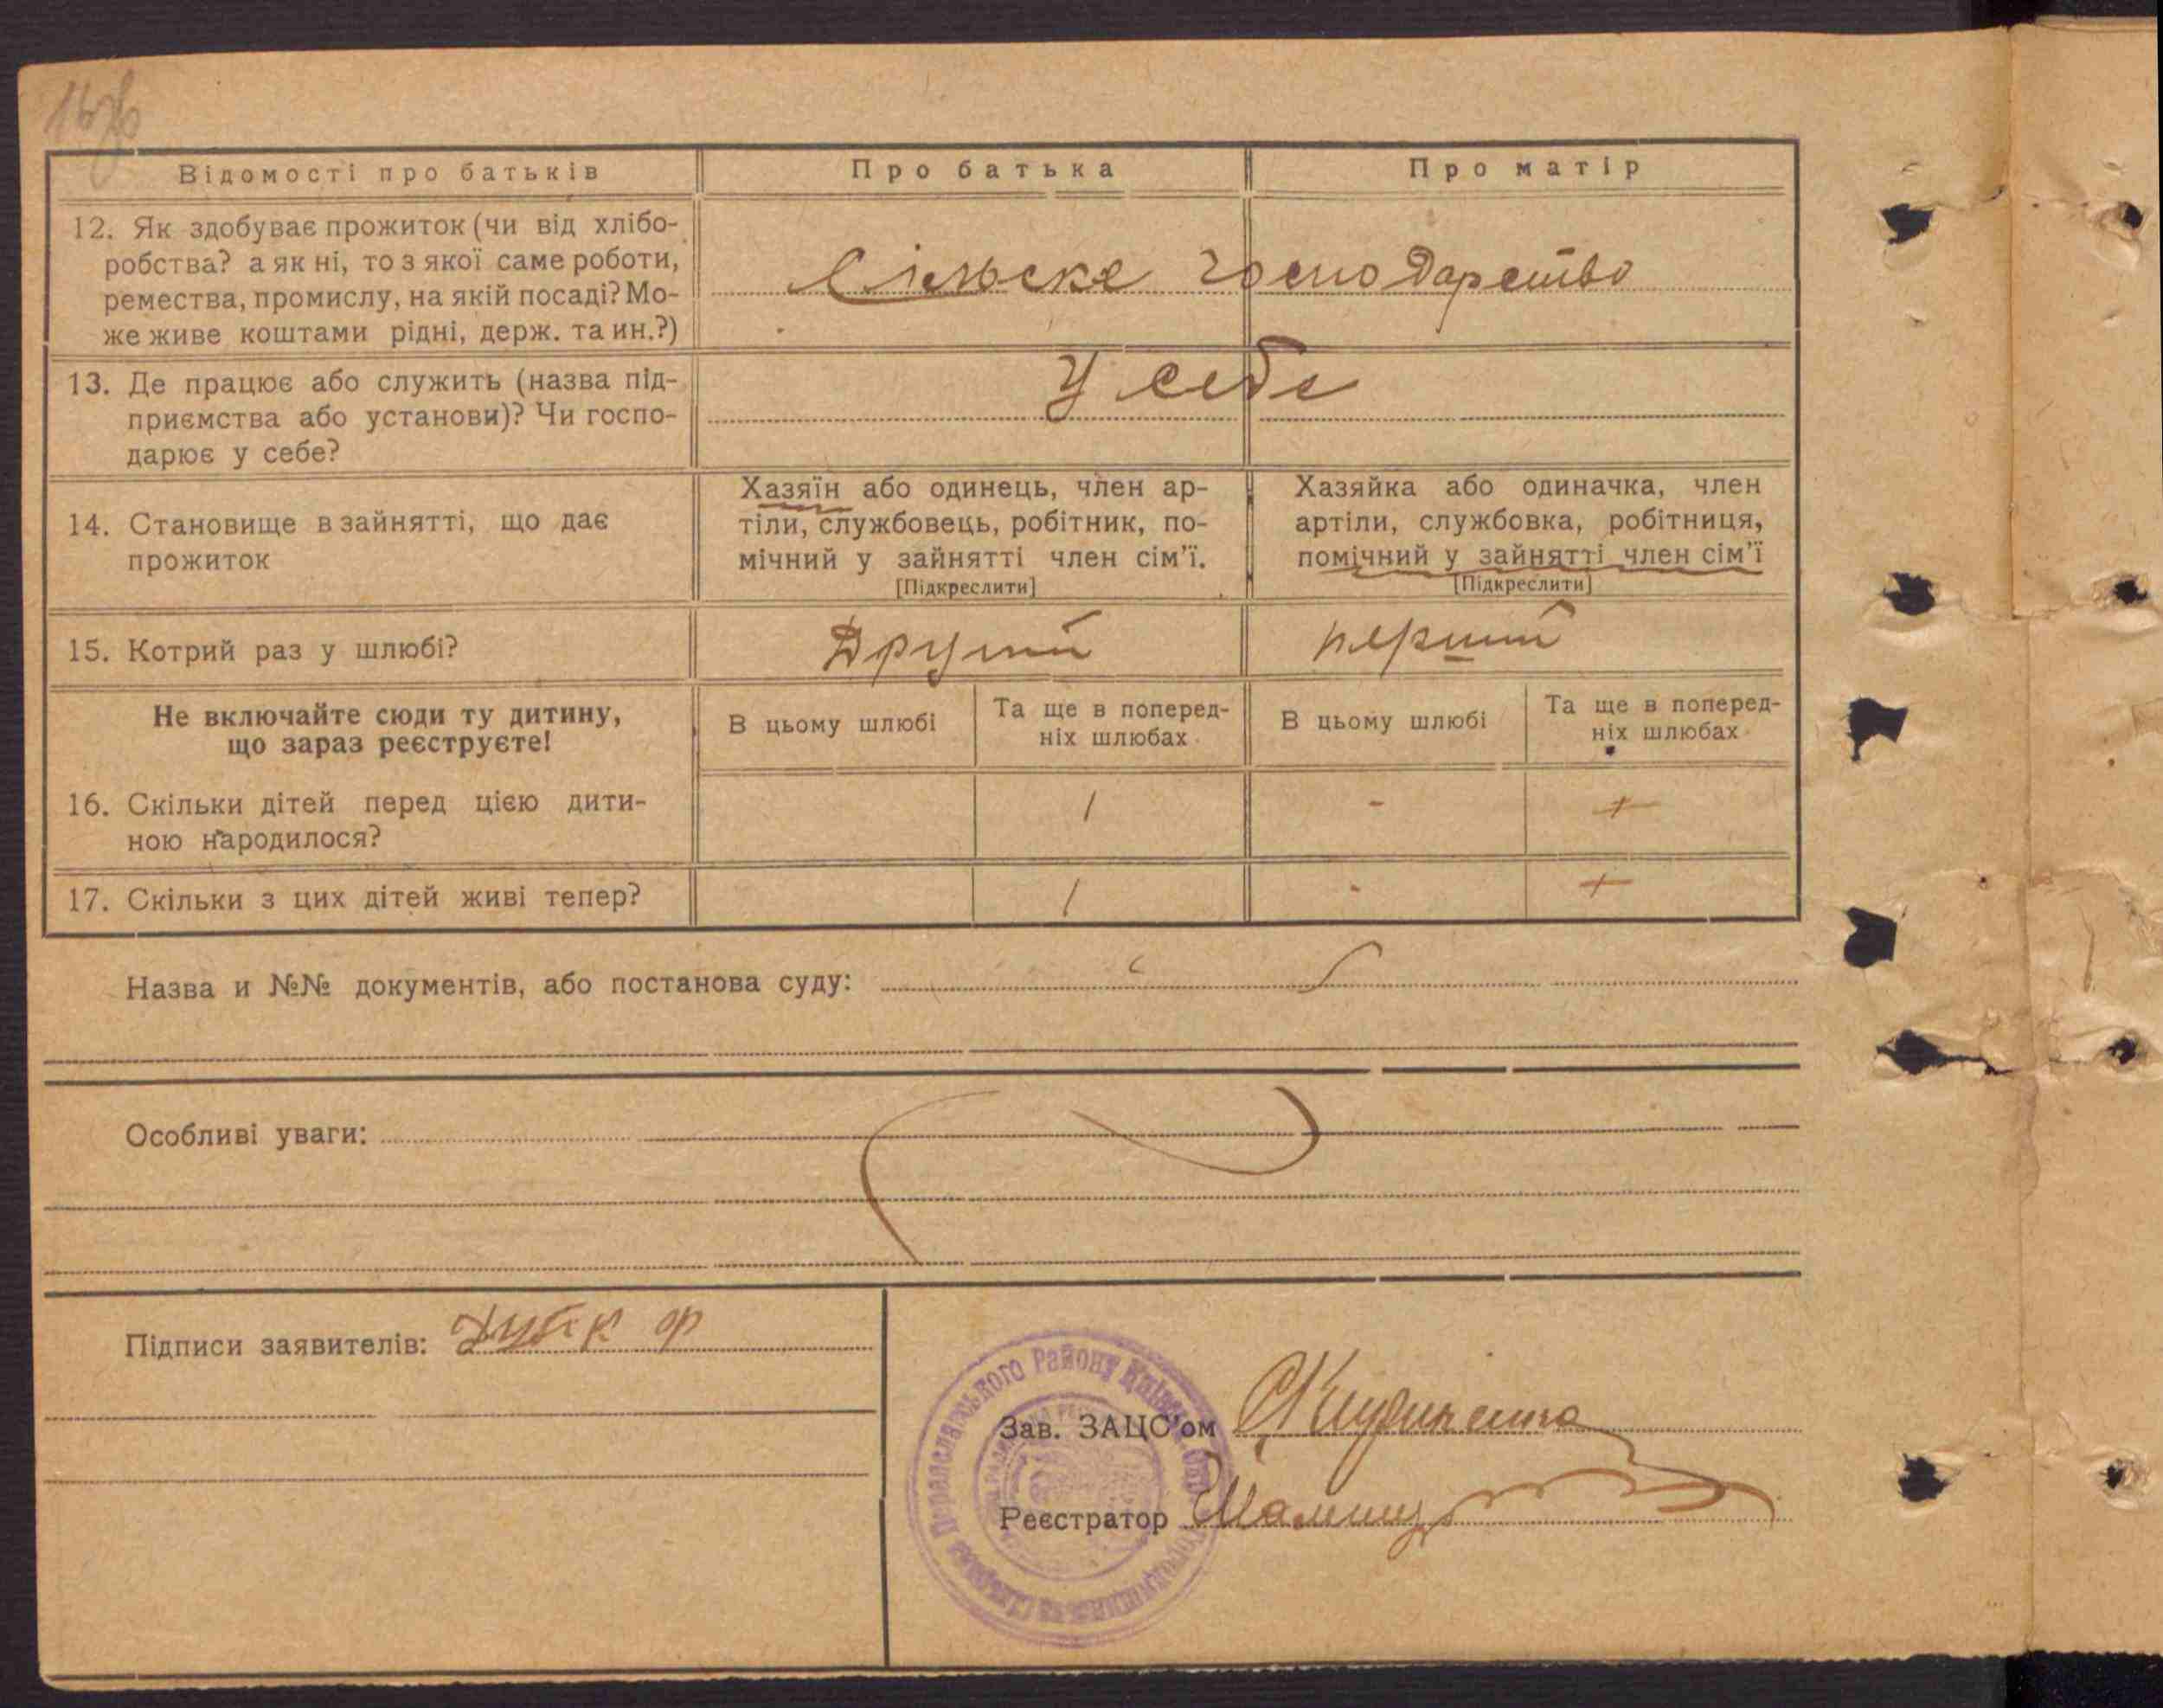 Відомості про батьків
Про батька
Про матір
12. Як здобуває прожиток (чи від хлібо-
робства? а як ні, то з якої саме роботи,
ремества, промислу, на якій посаді? Мо-
же живе коштами рідні, держ. та ин.?)
Сільске господарство
13. Де працює або служить (назва під-
приємства або установи)? Чи госпо-
дарює у себе?
У себе
14. Становище в зайнятті, що дає
прожиток
Хазяїн або одинець, член ар-
тіли, службовець, робітник, по-
мічний у зайнятті член сім'ї.
[Підкреслити]
Хазяйка або одиначка, член
артіли, службовка, робітниця,
помічний у зайнятті член сім'ї
[Підкреслити]
15. Котрий раз у шлюбі?
Другий
перший
Не включайте сюди ту дитину,
що зараз реєструєте!
В цьому шлюбі
Та ще в поперед-
ніх шлюбах
В цьому шлюбі
Та ще в поперед-
ніх шлюбах
16. Скільки дітей перед цією дити-
ною народилося?
1
-
+
17. Скільки з цих дітей живі тепер?
1
-
+
Назва и №№ документів, або постанова суду:
Особливі уваги:
Підписи заявителів:
Зав. ЗАЦС'ом
Реєстратор